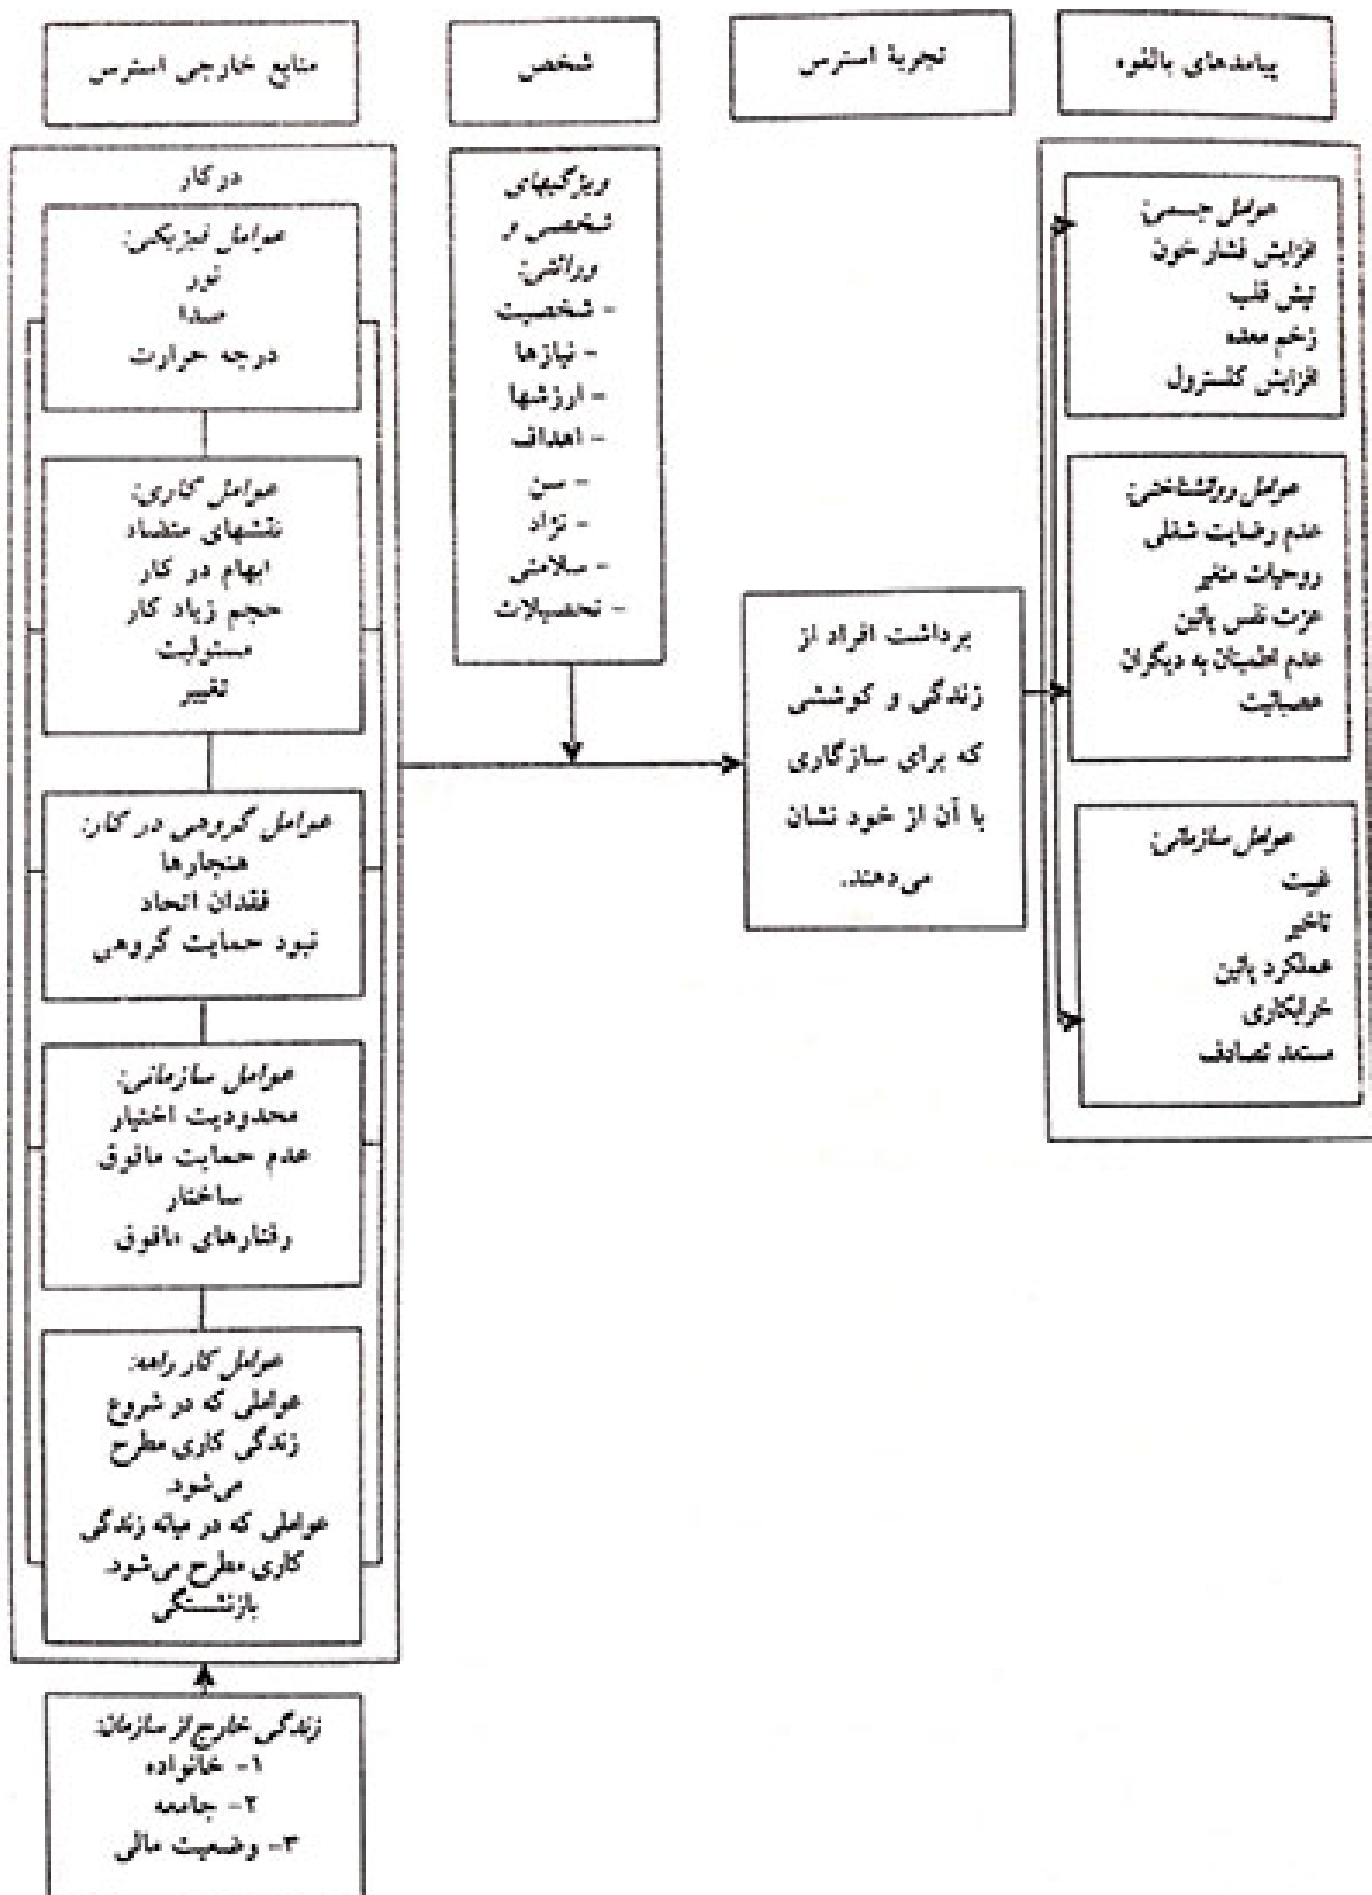 منابع خارجی استرس
شخص
تجربهٔ استرس
پیامدهای بالقوه
در کار
عوامل فیزیکی:
نور
صدا
درجه حرارت
عوامل کاری:
نقشهای متضاد
ابهام در کار
حجم زیاد کار
مسئولیت
تغییر
عوامل گروهی در کار:
هنجارها
فقدان اتحاد
نبود حمایت گروهی
عوامل سازمانی:
محدودیت اختیار
عدم حمایت مافوق
ساختار
رفتارهای مافوق
عوامل کار راهه:
عواملی که در شروع
زندگی کاری مطرح
می‌شود.
عواملی که در میانه زندگی
کاری مطرح می‌شود.
بازنشستگی
زندگی خارج از سازمان:
۱- خانواده
۲- جامعه
۳- وضعیت مالی
ویژگیهای
شخصی و
وراثتی:
- شخصیت
- نیازها
- ارزشها
- اهداف
- سن
- نژاد
- سلامتی
- تحصیلات
برداشت افراد از
زندگی و کوششی
که برای سازگاری
با آن از خود نشان
می‌دهند.
عوامل جسمی:
افزایش فشار خون
تپش قلب
زخم معده
افزایش کلسترول
عوامل روانشناختی:
عدم رضایت شغلی
روحیات متغیر
عزت نفس پائین
عدم اطمینان به دیگران
عصبانیت
عوامل سازمانی:
غیبت
تاخیر
عملکرد پائین
خرابکاری
مستعد تصادف